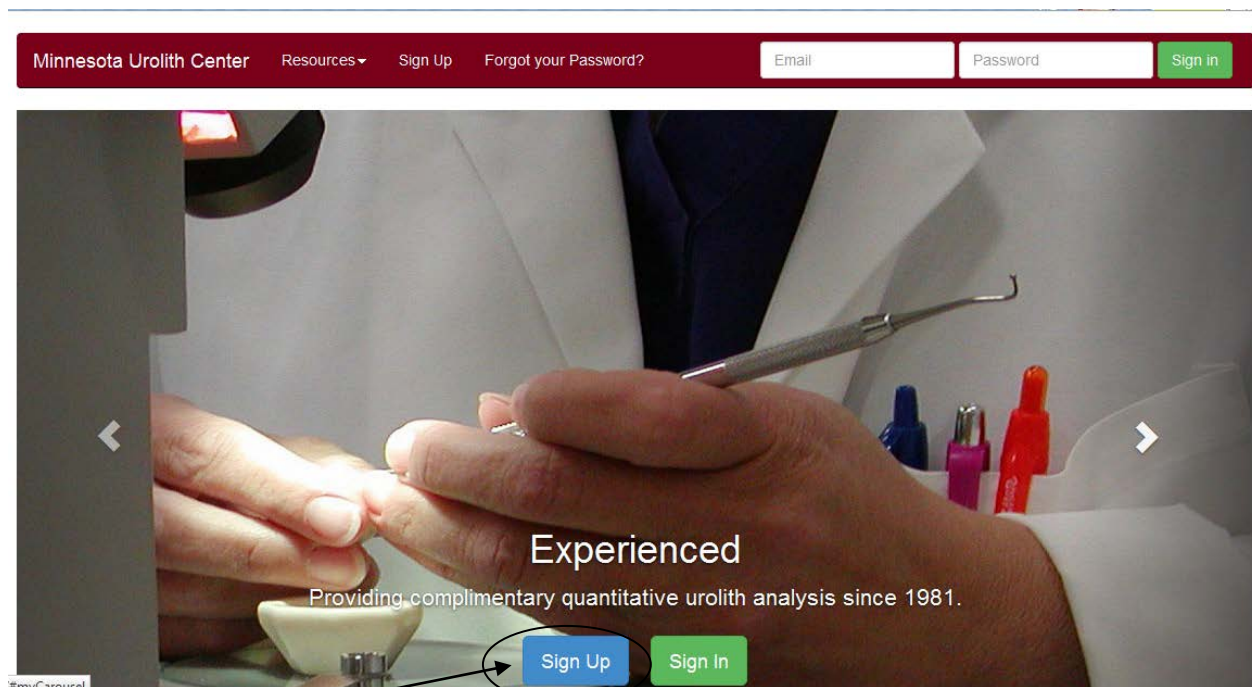 Minnesota Urolith Center Resources Sign Up Forgot your Password? Email Password Sign in
Experienced
Providing complimentary quantitative urolith analysis since 1981.
Sign Up Sign In
#myCarousel